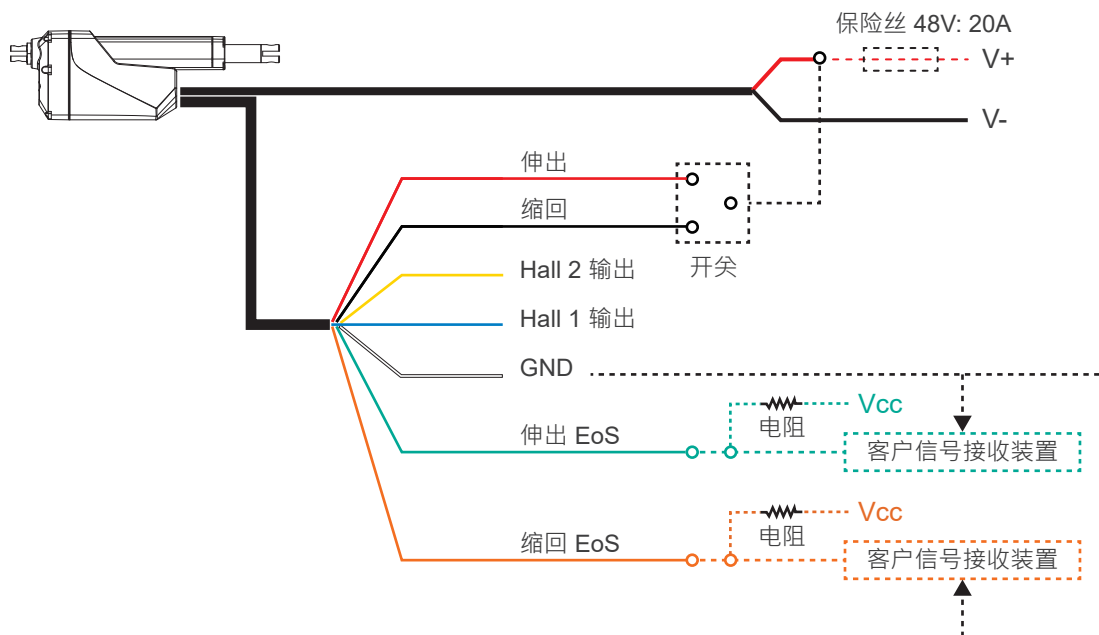 保险丝 48V: 20A
V+
V-
伸出
缩回
开关
Hall 2 输出
Hall 1 输出
GND
Vcc
电阻
伸出 EoS
客户信号接收装置
Vcc
电阻
缩回 EoS
客户信号接收装置